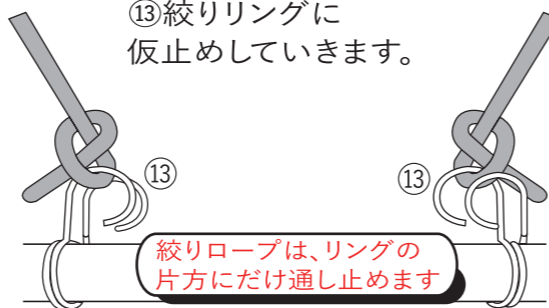 ⑬絞りリングに
仮止めしていきます。
⑬
⑬
絞りロープは、リングの
片方にだけ通し止めます